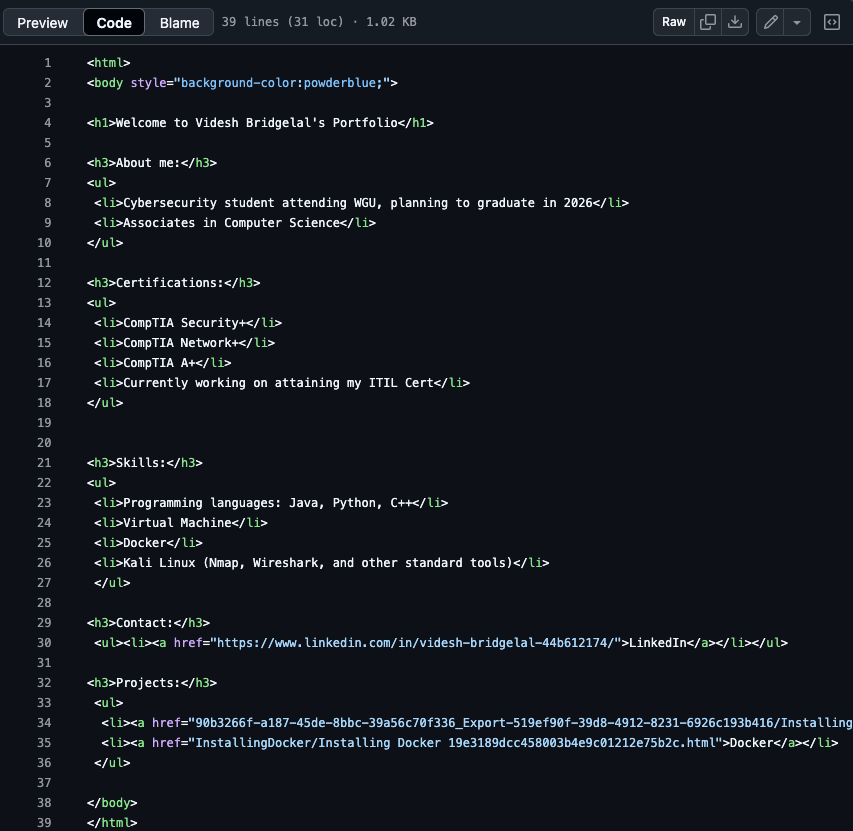 Preview Code Blame 39 lines (31 loc) · 1.02 KB Raw
1 <html>
2 <body style="background-color:powderblue;">
3
4 <h1>Welcome to Videsh Bridgelal's Portfolio</h1>
5
6 <h3>About me:</h3>
7 <ul>
8 <li>Cybersecurity student attending WGU, planning to graduate in 2026</li>
9 <li>Associates in Computer Science</li>
10 </ul>
11
12 <h3>Certifications:</h3>
13 <ul>
14 <li>CompTIA Security+</li>
15 <li>CompTIA Network+</li>
16 <li>CompTIA A+</li>
17 <li>Currently working on attaining my ITIL Cert</li>
18 </ul>
19
20
21 <h3>Skills:</h3>
22 <ul>
23 <li>Programming languages: Java, Python, C++</li>
24 <li>Virtual Machine</li>
25 <li>Docker</li>
26 <li>Kali Linux (Nmap, Wireshark, and other standard tools)</li>
27 </ul>
28
29 <h3>Contact:</h3>
30 <ul><li><a href="https://www.linkedin.com/in/videsh-bridgelal-44b612174/">LinkedIn</a></li></ul>
31
32 <h3>Projects:</h3>
33 <ul>
34 <li><a href="90b3266f-a187-45de-8bbc-39a56c70f336_Export-519ef90f-39d8-4912-8231-6926c193b416/Installing
35 <li><a href="InstallingDocker/Installing Docker 19e3189dcc458003b4e9c01212e75b2c.html">Docker</a></li>
36 </ul>
37
38 </body>
39 </html>